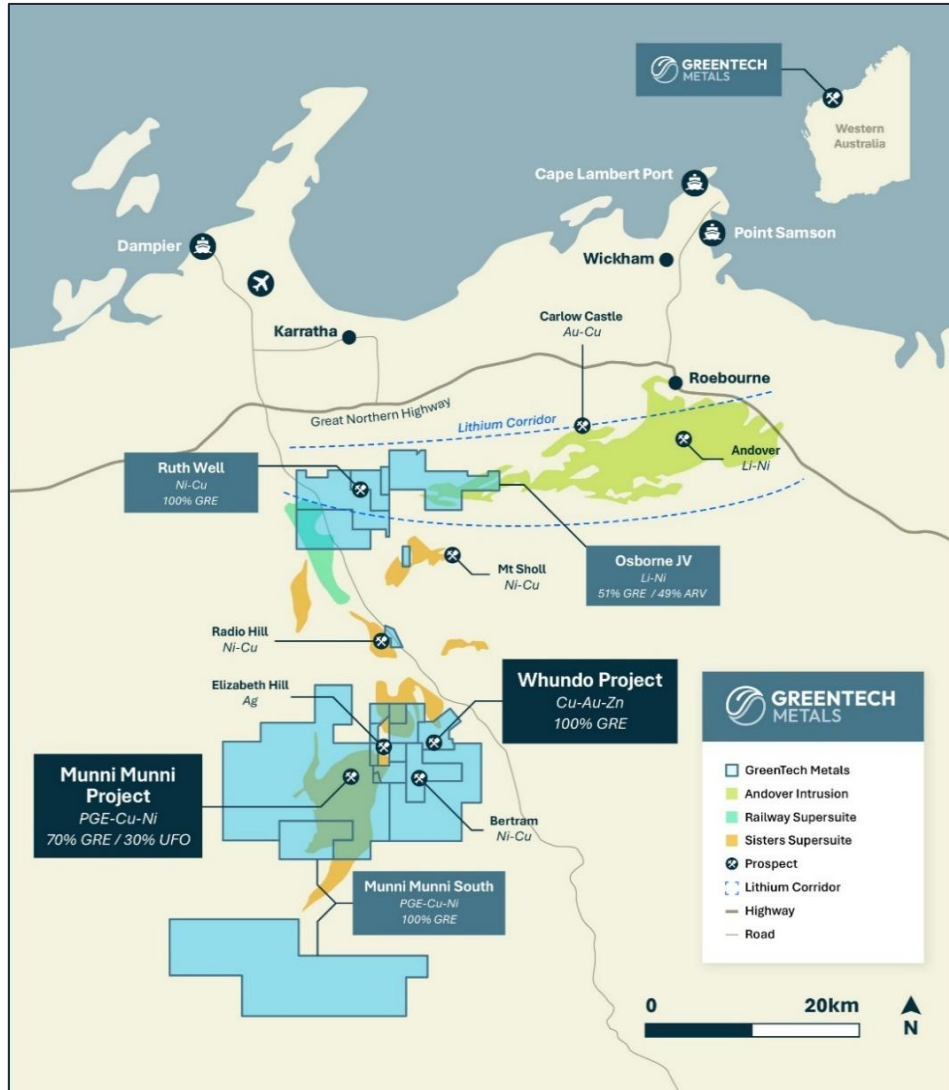 GREENTECH
METALS
Western
Australia
Cape Lambert Port
Dampier
Point Samson
Wickham
Carlow Castle
Au-Cu
Karratha
Roebourne
Great Northern Highway
Lithium Corridor
Andover
Li-Ni
Ruth Well
Ni-Cu
100% GRE
Mt Sholl
Ni-Cu
Osborne JV
Li-Ni
51% GRE / 49% ARV
Radio Hill
Ni-Cu
Elizabeth Hill
Ag
Whundo Project
Cu-Au-Zn
100% GRE
Munni Munni
Project
PGE-Cu-Ni
70% GRE / 30% UFO
Bertram
Ni-Cu
Munni Munni South
PGE-Cu-Ni
100% GRE
GREENTECH
METALS
GreenTech Metals
Andover Intrusion
Railway Supersuite
Sisters Supersuite
Prospect
Lithium Corridor
Highway
Road
0 20km
N